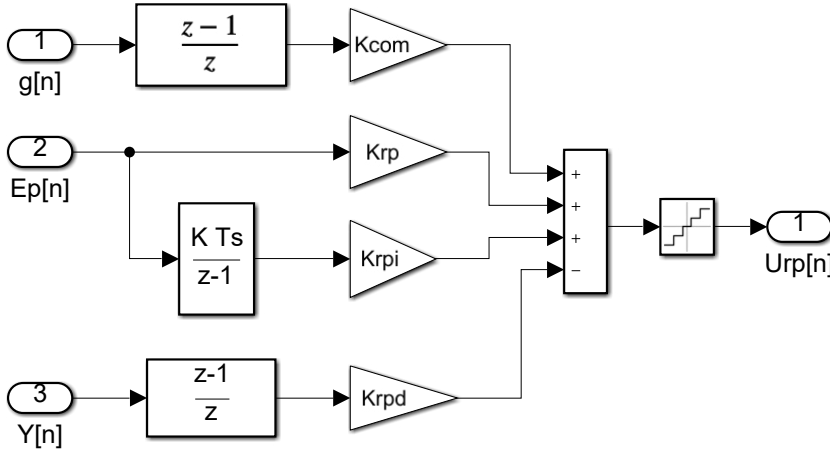 1
g[n]
z − 1
z
Kcom
2
Ep[n]
Krp
K Ts
z-1
Krpi
+
+
+
−
1
Urp[n]
3
Y[n]
z-1
z
Krpd